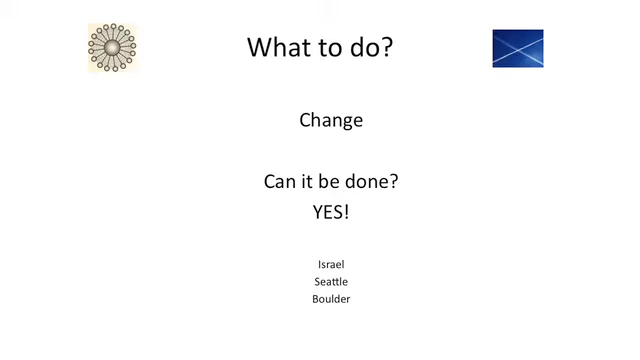 What to do?
Change
Can it be done?
YES!
Israel
Seattle
Boulder